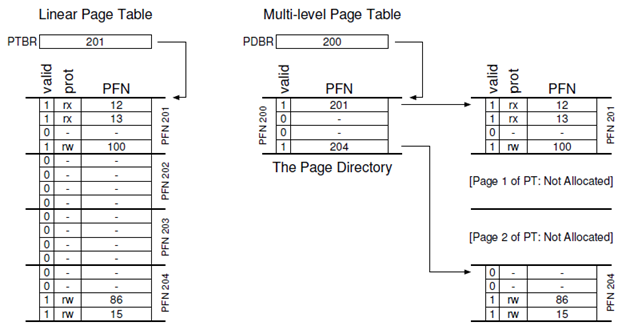 Linear Page Table
PTBR 201
valid prot PFN
1 rx 12
1 rx 13
0 - -
1 rw 100
PFN 201
0 - -
0 - -
0 - -
0 - -
PFN 202
0 - -
0 - -
0 - -
0 - -
PFN 203
0 - -
0 - -
1 rw 86
1 rw 15
PFN 204
Multi-level Page Table
PDBR 200
valid PFN
1 201
0 -
0 -
1 204
PFN 200
The Page Directory
valid prot PFN
1 rx 12
1 rx 13
0 - -
1 rw 100
PFN 201
[Page 1 of PT: Not Allocated]
[Page 2 of PT: Not Allocated]
0 - -
0 - -
1 rw 86
1 rw 15
PFN 204